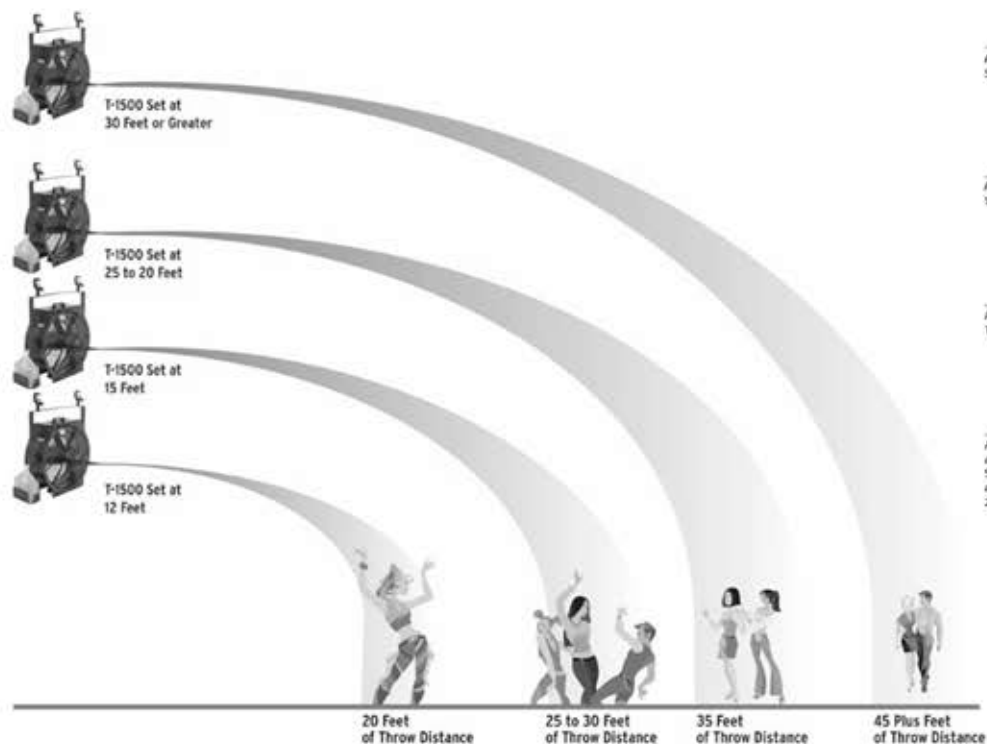 T-1500 Set at
30 Feet or Greater
T-1500 Set at
25 to 20 Feet
T-1500 Set at
15 Feet
T-1500 Set at
12 Feet
20 Feet
of Throw Distance
25 to 30 Feet
of Throw Distance
35 Feet
of Throw Distance
45 Plus Feet
of Throw Distance